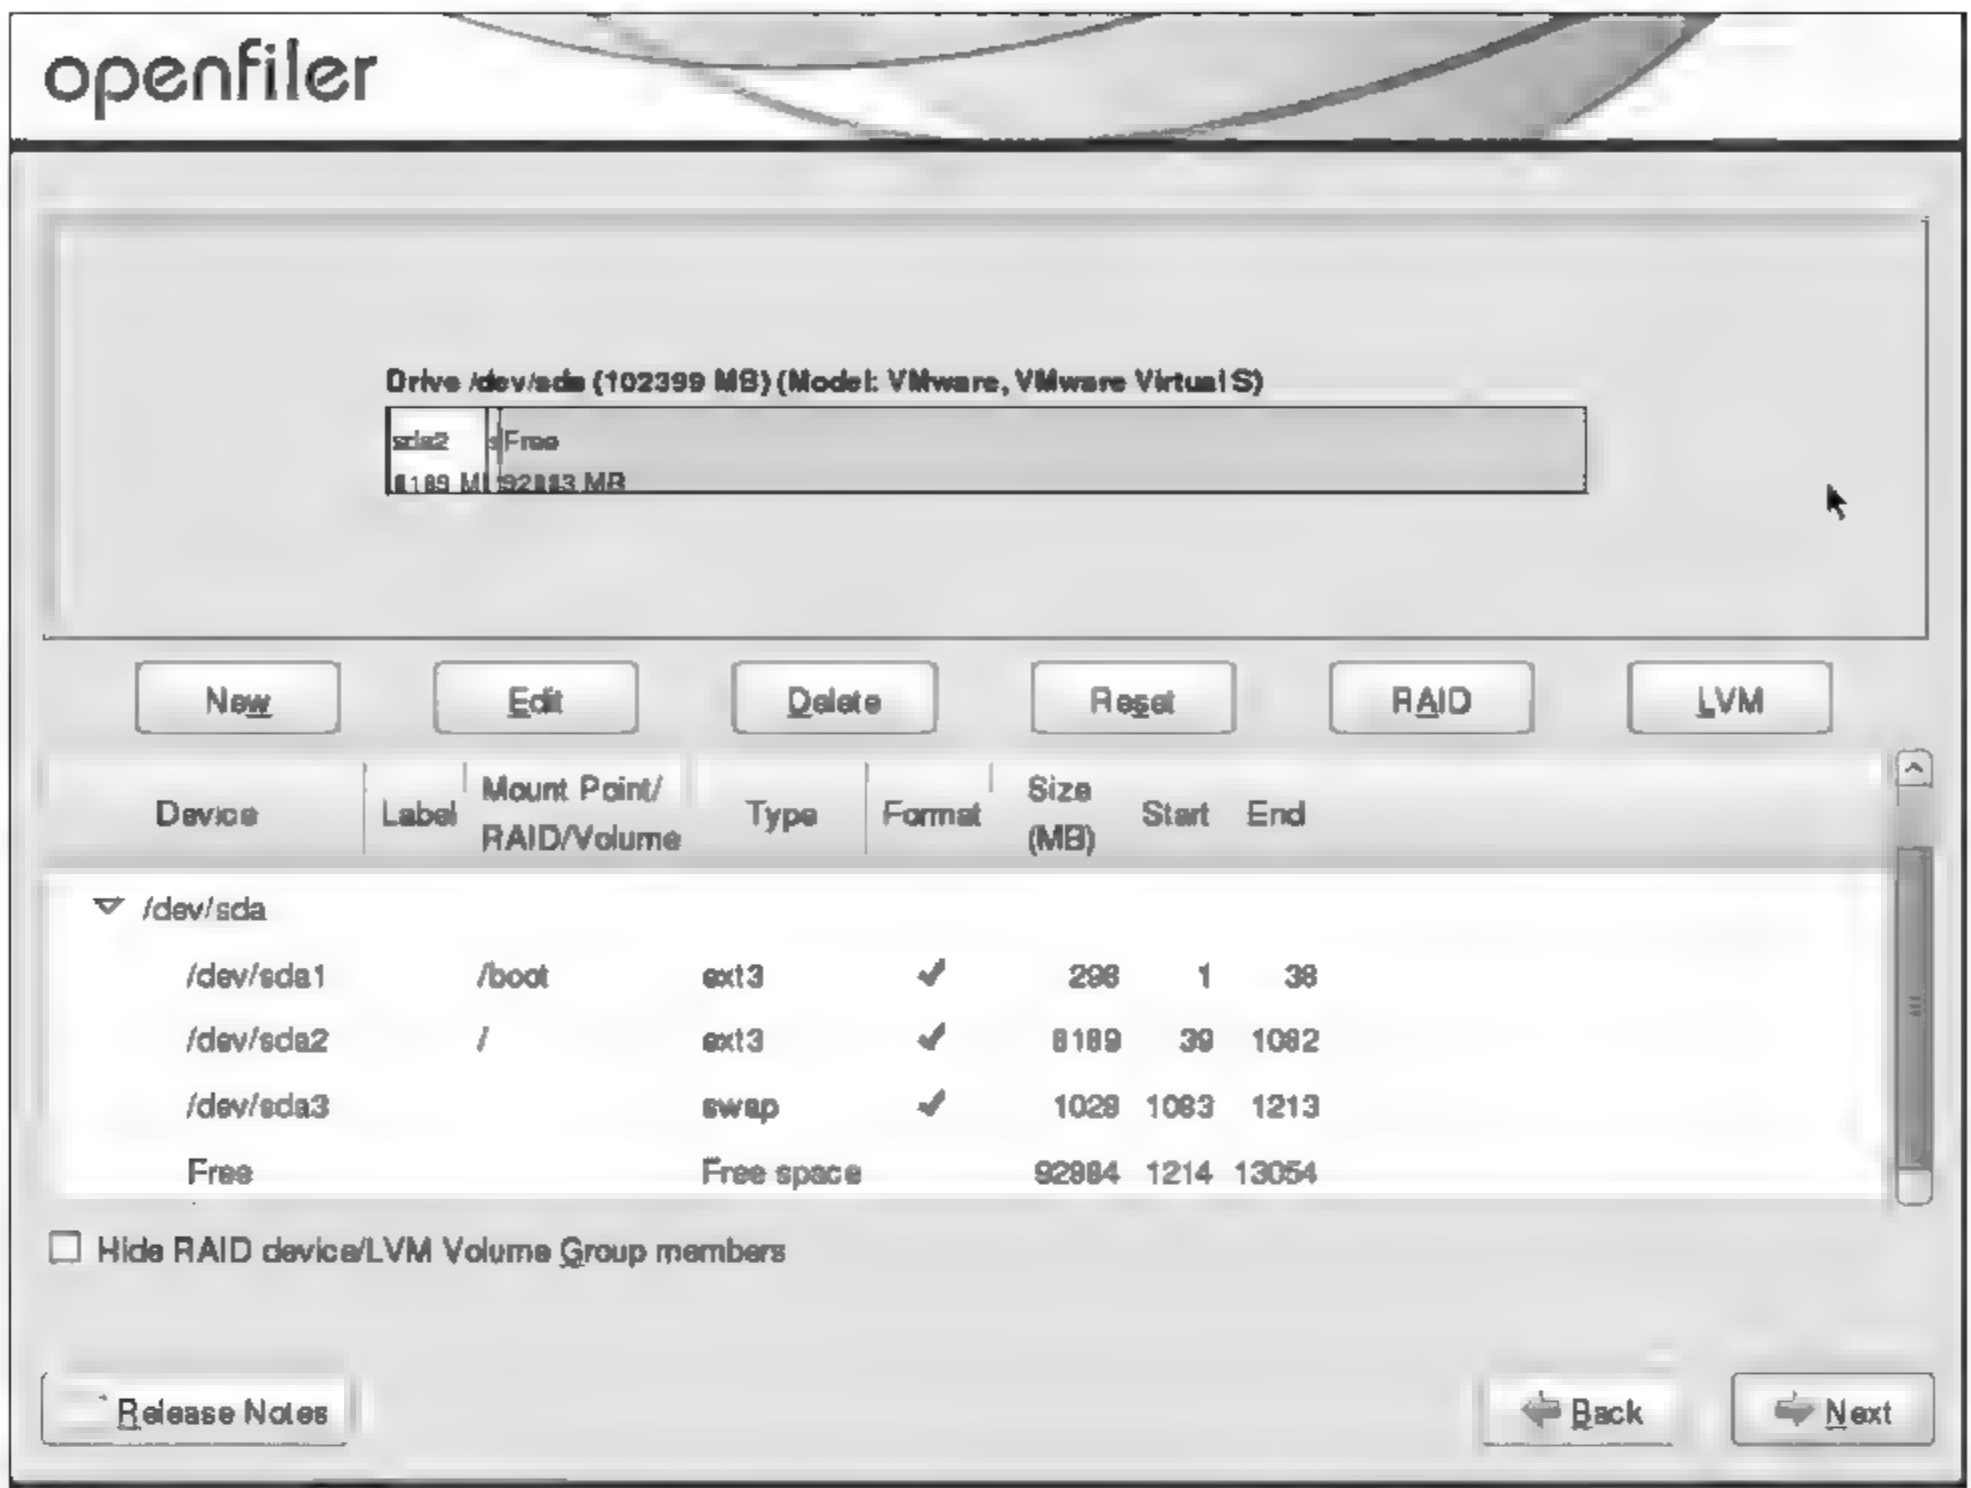 openfiler
Drive /dev/sda (102399 MB) (Model: VMware, VMware Virtual S)
sda2 s Free
8189 M 92883 MB
New Edit Delete Reset RAID LVM
Device Label Mount Point/ RAID/Volume Type Format Size (MB) Start End
/dev/sda
/dev/sda1 /boot ext3 ✔ 298 1 38
/dev/sda2 / ext3 ✔ 8189 39 1082
/dev/sda3 swap ✔ 1028 1083 1213
Free Free space 92884 1214 13054
Hide RAID device/LVM Volume Group members
Release Notes Back Next